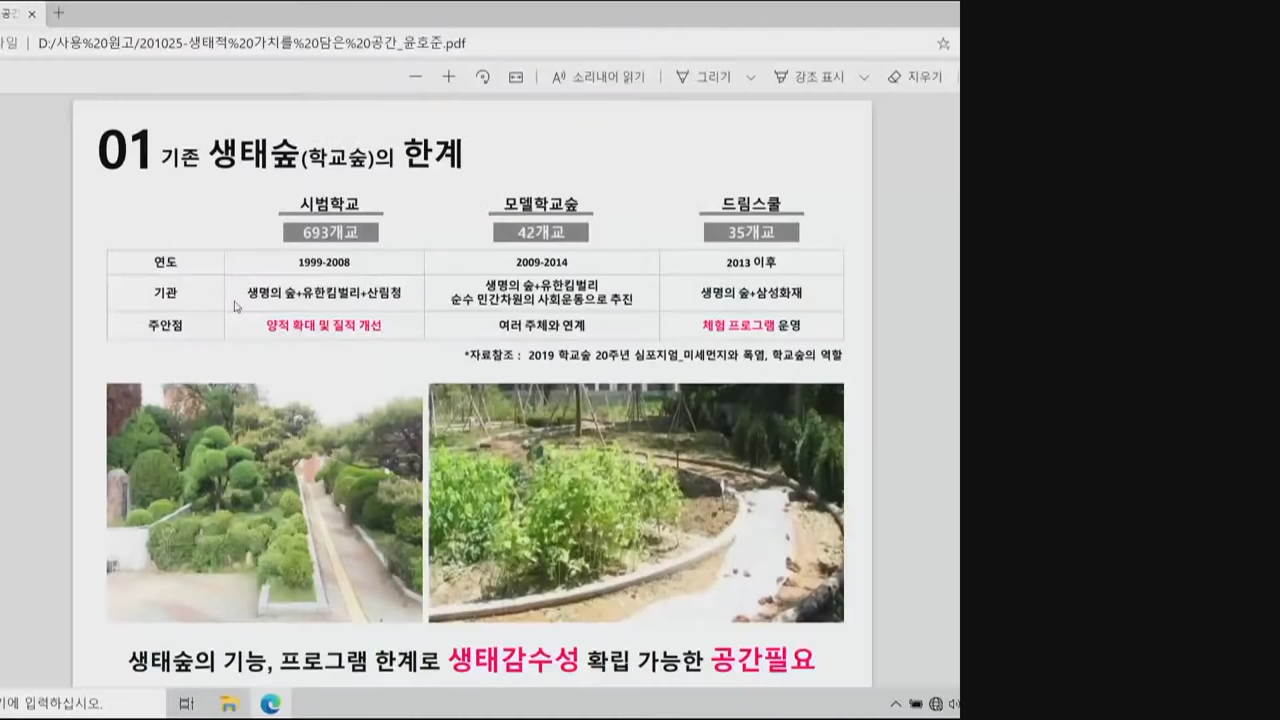 공간
D:/사용%20원고/201025-생태적%20가치를%20담은%20공간_윤호준.pdf
소리내어 읽기
그리기
강조 표시
지우기
01 기존 생태숲(학교숲)의 한계
시범학교 모델학교숲 드림스쿨
693개교 42개교 35개교
연도 1999-2008 2009-2014 2013 이후
기관 생명의 숲+유한킴벌리+산림청 생명의 숲+유한킴벌리 생명의 숲+삼성화재
순수 민간차원의 사회운동으로 추진
주안점 양적 확대 및 질적 개선 여러 주체와 연계 체험 프로그램 운영
*자료참조 : 2019 학교숲 20주년 심포지엄_미세먼지와 폭염, 학교숲의 역할
생태숲의 기능, 프로그램 한계로 생태감수성 확립 가능한 공간필요
기에 입력하십시오.